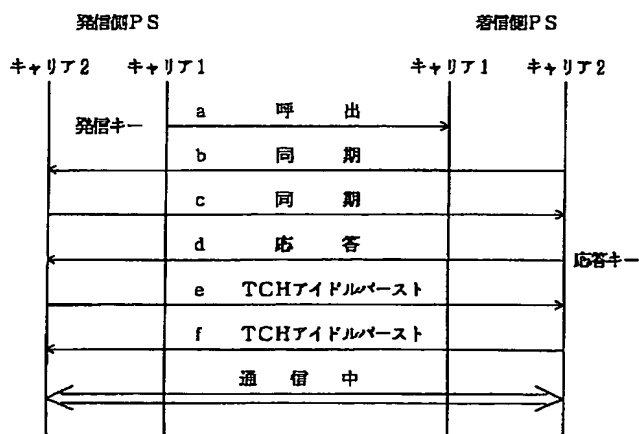 発信側PS 着信側PS
キャリア2 キャリア1 キャリア1 キャリア2
発信キー a 呼出
b 同期
c 同期
d 応答 応答キー
e TCHアイドルバースト
f TCHアイドルバースト
通信中